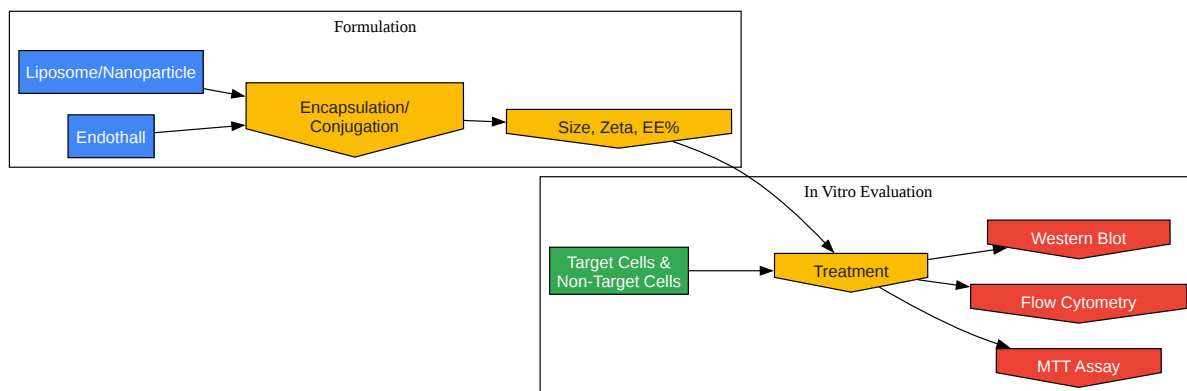 Formulation
Liposome/Nanoparticle
Endothall
Encapsulation/
Conjugation
Size, Zeta, EE%
In Vitro Evaluation
Target Cells &
Non-Target Cells
Treatment
Western Blot
Flow Cytometry
MTT Assay